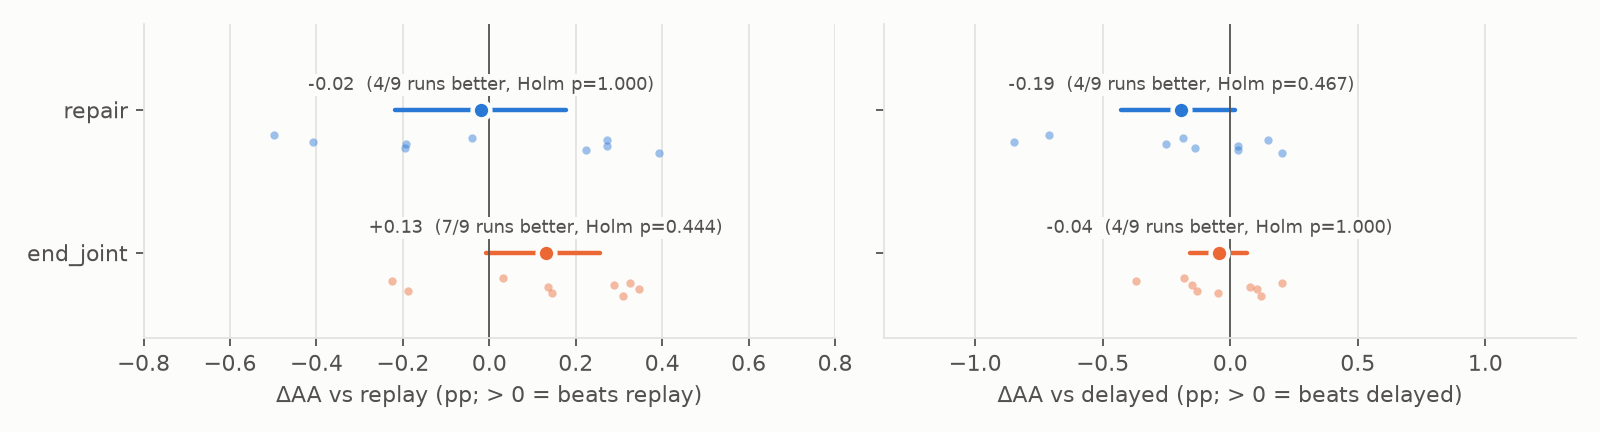 -0.02  (4/9 runs better, Holm p=1.000)
-0.19  (4/9 runs better, Holm p=0.467)
repair
+0.13  (7/9 runs better, Holm p=0.444)
-0.04  (4/9 runs better, Holm p=1.000)
end_joint
−0.8 −0.6 −0.4 −0.2 0.0 0.2 0.4 0.6 0.8
−1.0 −0.5 0.0 0.5 1.0
ΔAA vs replay (pp; > 0 = beats replay)
ΔAA vs delayed (pp; > 0 = beats delayed)